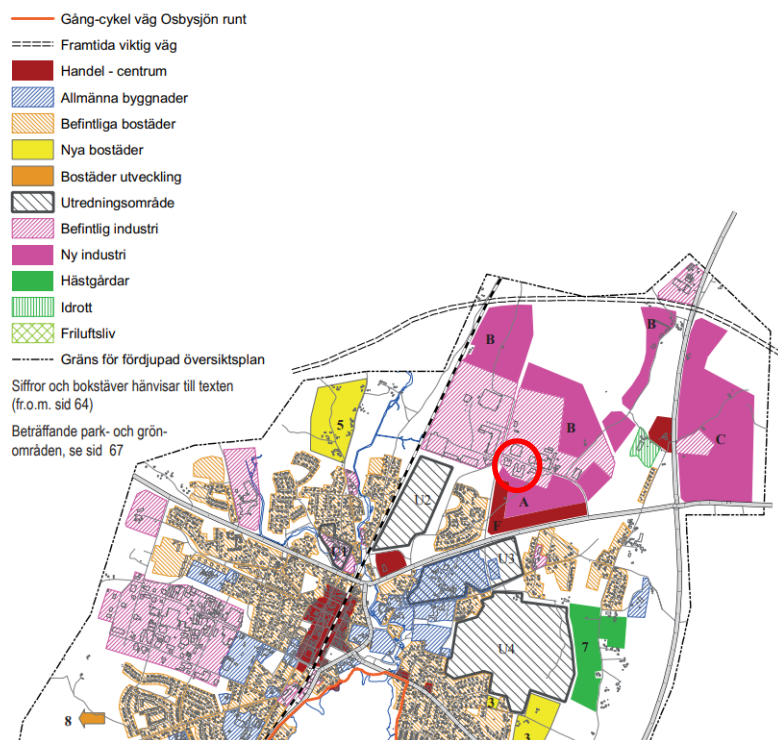 Gång-cykel väg Osbysjön runt
Framtida viktig väg
Handel - centrum
Allmänna byggnader
Befintliga bostäder
Nya bostäder
Bostäder utveckling
Utredningsområde
Befintlig industri
Ny industri
Hästgårdar
Idrott
Friluftsliv
Gräns för fördjupad översiktsplan
Siffror och bokstäver hänvisar till texten
(fr.o.m. sid 64)
Beträffande park- och grön-
områden, se sid  67
B
B
5
B
A
C
U2
A
F
U1
U3
U4
7
3
3
8